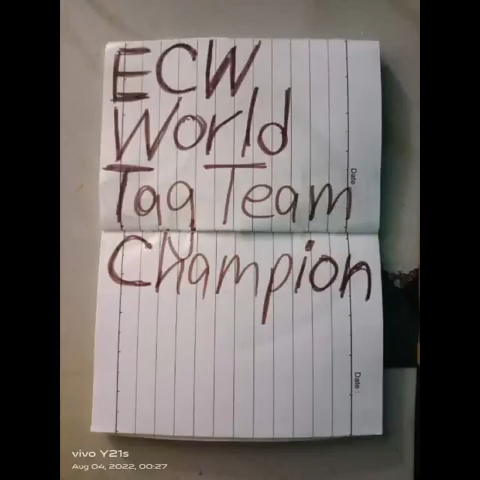 ECW
World
Tag Team
Champion
Date
Date :
vivo Y21s
Aug 04, 2022, 00:27